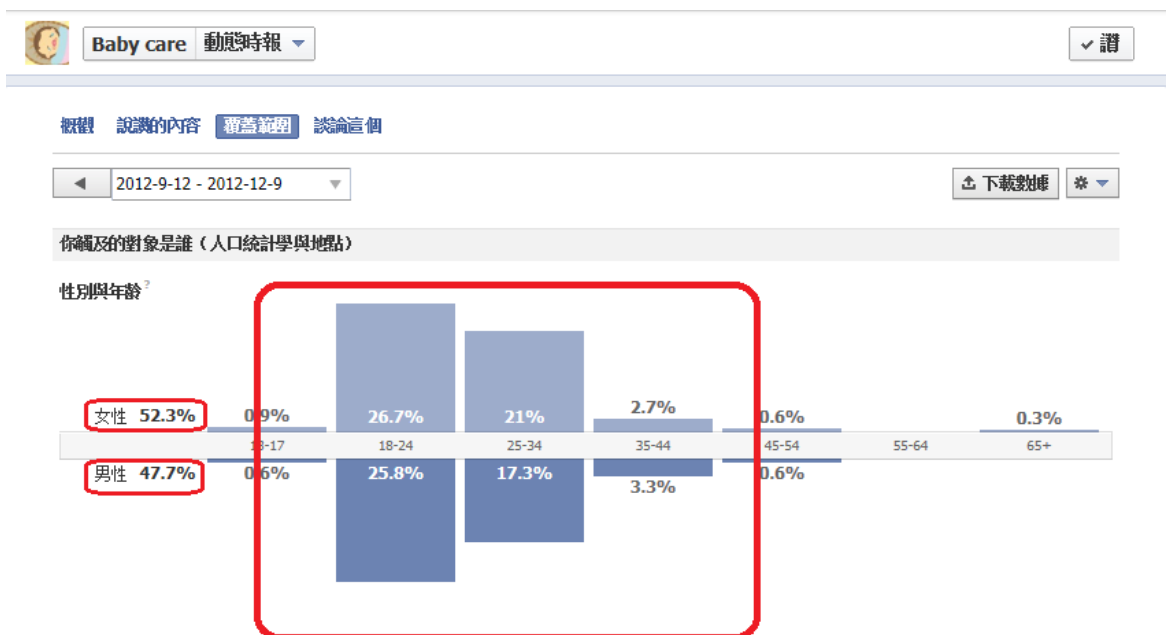 Baby care 動態時報
讚
概觀 說讚的內容 覆蓋範圍 談論這個
2012-9-12 - 2012-12-9
下載數據
你觸及的對象是誰（人口統計學與地點）
性別與年齡?
女性 52.3% 0.9% 26.7% 21% 2.7% 0.6% 0.3%
13-17 18-24 25-34 35-44 45-54 55-64 65+
男性 47.7% 0.6% 25.8% 17.3% 3.3% 0.6%